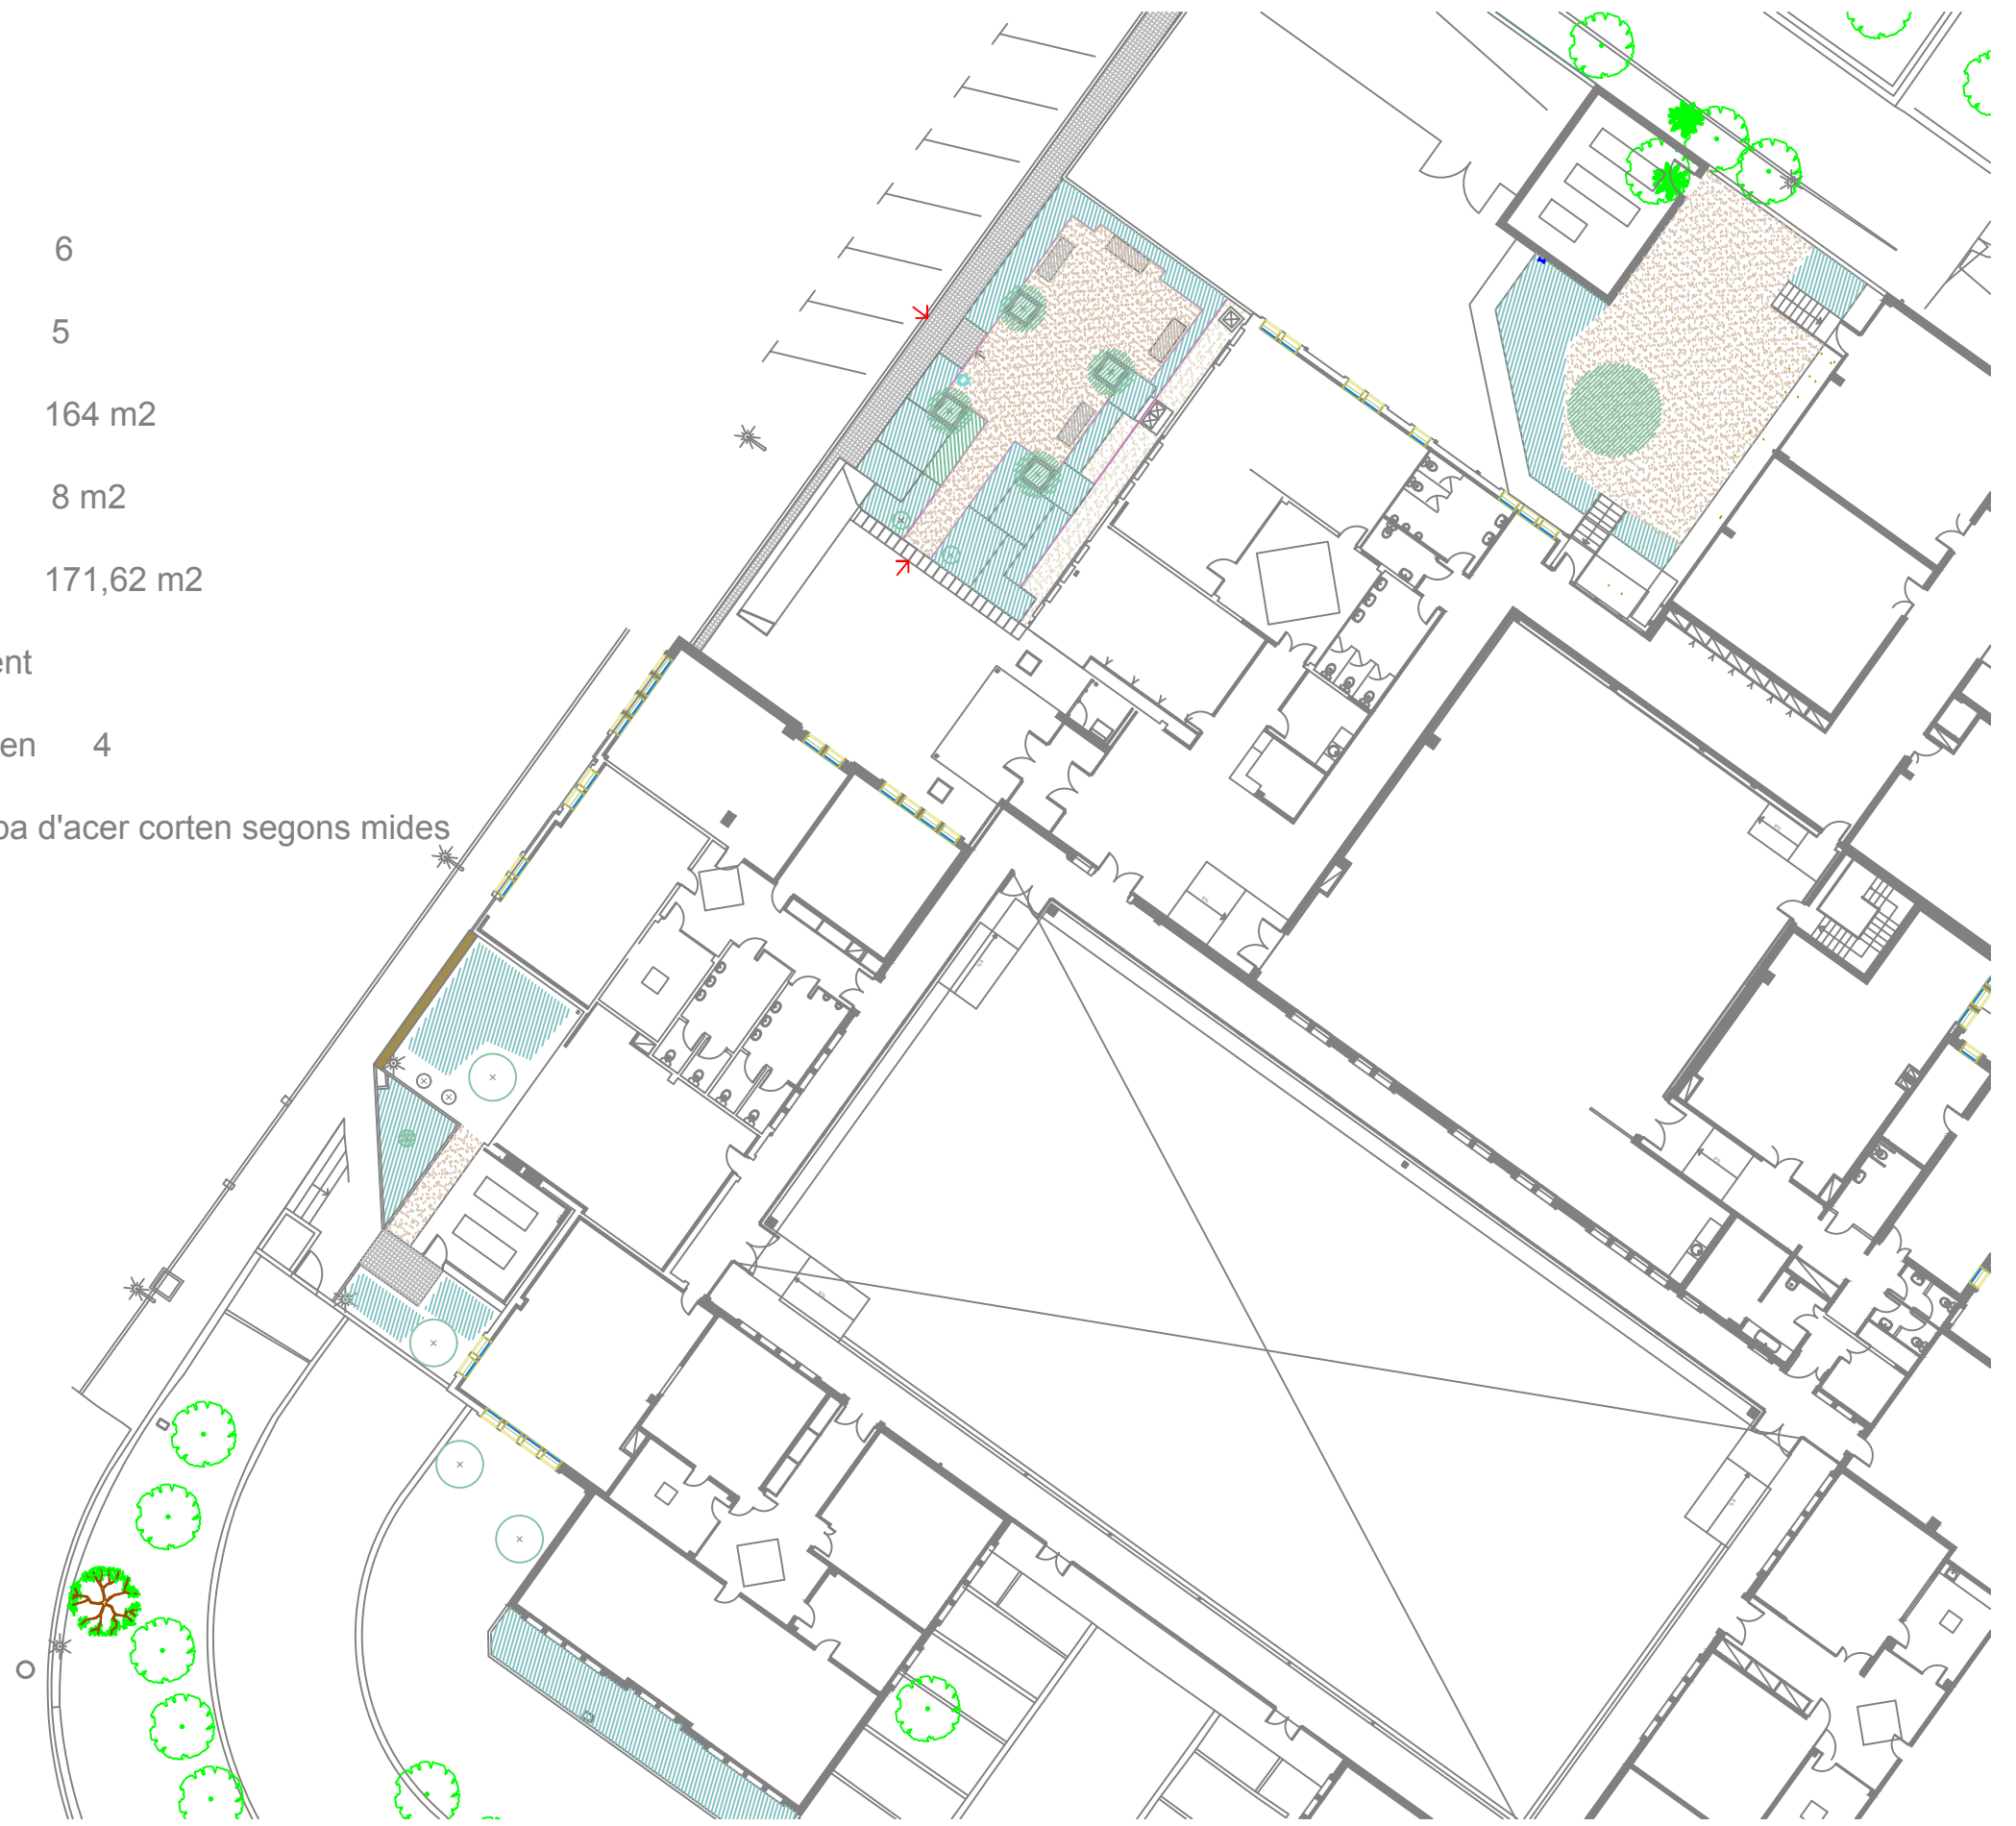 6
5
164 m2
8 m2
171,62 m2
ent
en 4
pa d'acer corten segons mides